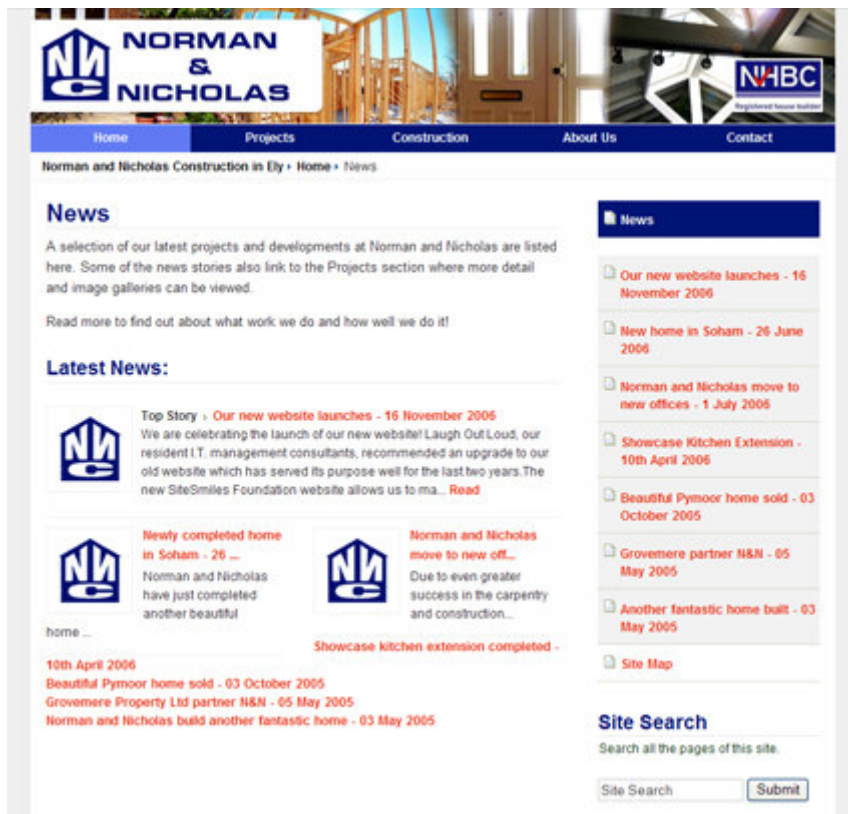 NORMAN
&
NICHOLAS
NHBC
Registered house builder
Home Projects Construction About Us Contact
Norman and Nicholas Construction in Ely › Home › News
News
A selection of our latest projects and developments at Norman and Nicholas are listed
here. Some of the news stories also link to the Projects section where more detail
and image galleries can be viewed.
Read more to find out about what work we do and how well we do it!
Latest News:
Top Story › Our new website launches - 16 November 2006
We are celebrating the launch of our new website! Laugh Out Loud, our
resident I.T. management consultants, recommended an upgrade to our
old website which has served its purpose well for the last two years.The
new SiteSmiles Foundation website allows us to ma... Read
Newly completed home
in Soham - 26 ...
Norman and Nicholas
have just completed
another beautiful
home ...
Norman and Nicholas
move to new off...
Due to even greater
success in the carpentry
and construction...
Showcase kitchen extension completed -
10th April 2006
Beautiful Pymoor home sold - 03 October 2005
Grovemere Property Ltd partner N&N - 05 May 2005
Norman and Nicholas build another fantastic home - 03 May 2005
News
Our new website launches - 16
November 2006
New home in Soham - 26 June
2006
Norman and Nicholas move to
new offices - 1 July 2006
Showcase Kitchen Extension -
10th April 2006
Beautiful Pymoor home sold - 03
October 2005
Grovemere partner N&N - 05
May 2005
Another fantastic home built - 03
May 2005
Site Map
Site Search
Search all the pages of this site.
Site Search Submit